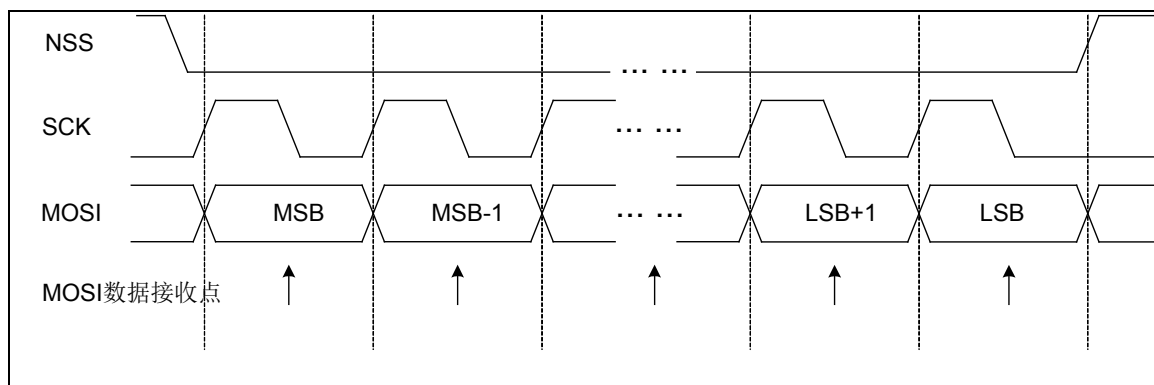 NSS
... ...
SCK
... ...
MOSI
MSB
MSB-1
... ...
LSB+1
LSB
MOSI数据接收点